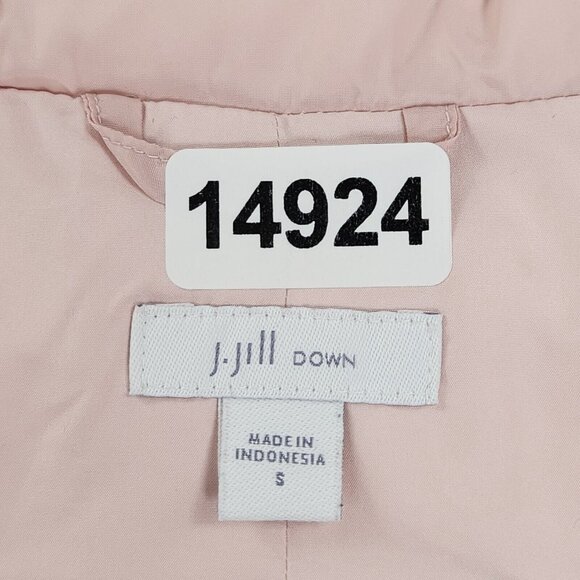 14924
J.Jill DOWN
MADE IN
INDONESIA
S